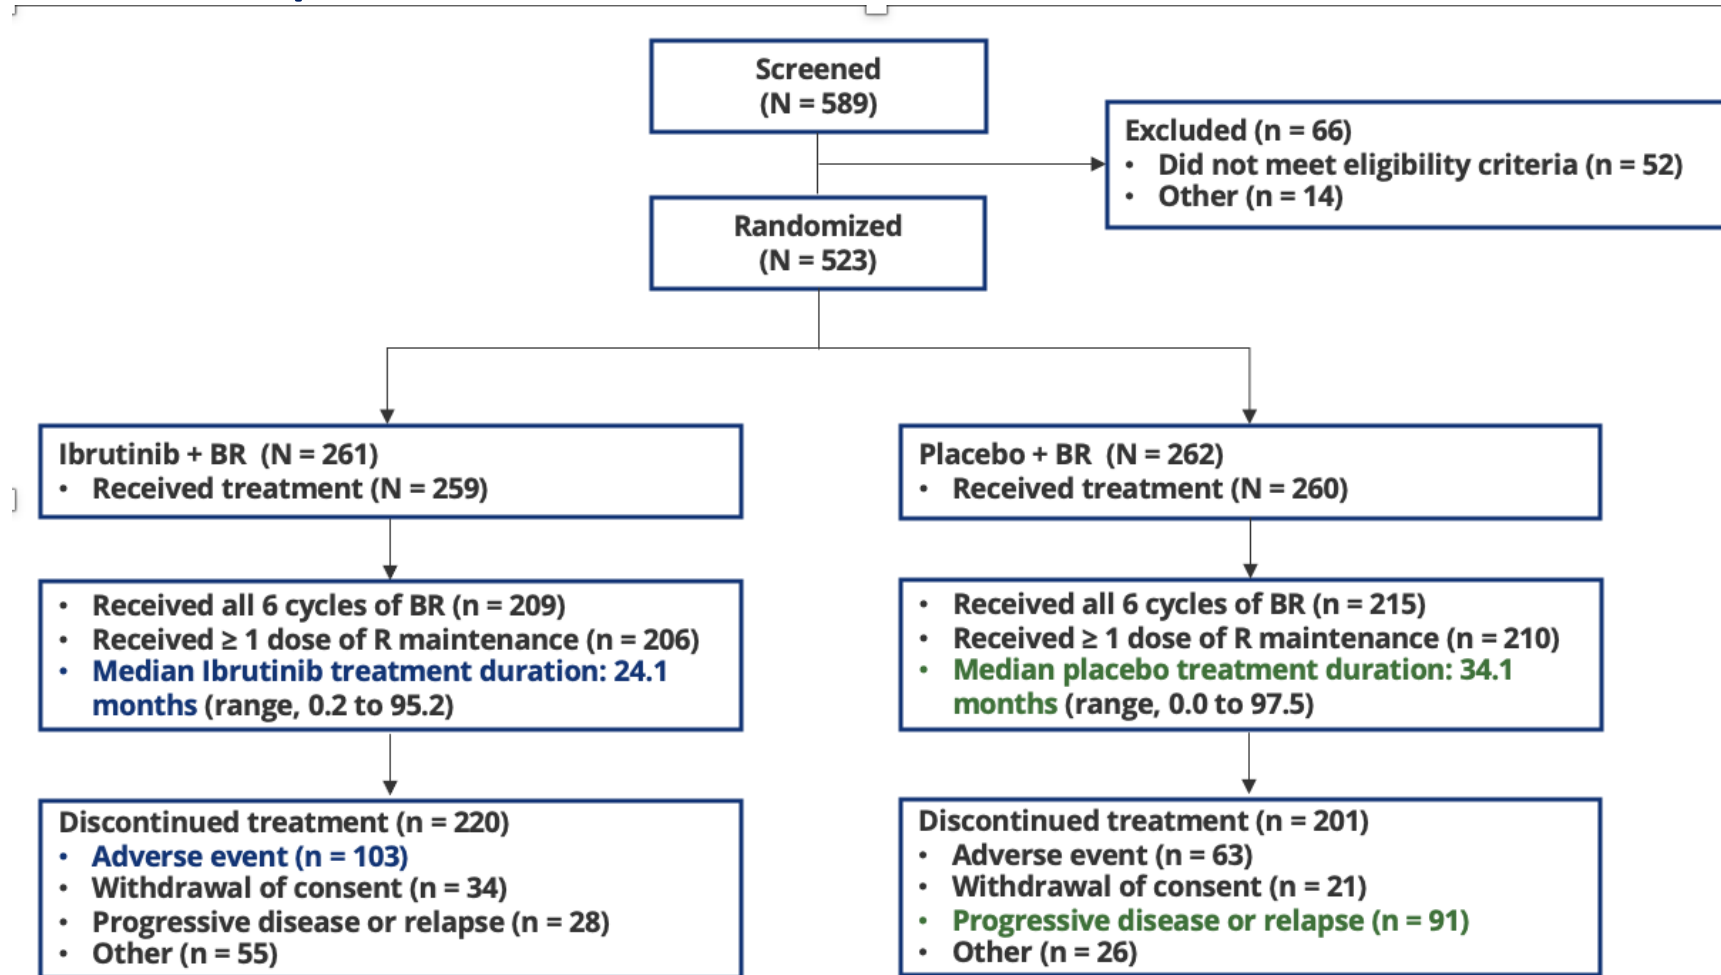 Screened
(N = 589)
Excluded (n = 66)
• Did not meet eligibility criteria (n = 52)
• Other (n = 14)
Randomized
(N = 523)
Ibrutinib + BR (N = 261)
• Received treatment (N = 259)
Placebo + BR (N = 262)
• Received treatment (N = 260)
• Received all 6 cycles of BR (n = 209)
• Received ≥ 1 dose of R maintenance (n = 206)
• Median Ibrutinib treatment duration: 24.1
months (range, 0.2 to 95.2)
• Received all 6 cycles of BR (n = 215)
• Received ≥ 1 dose of R maintenance (n = 210)
• Median placebo treatment duration: 34.1
months (range, 0.0 to 97.5)
Discontinued treatment (n = 220)
• Adverse event (n = 103)
• Withdrawal of consent (n = 34)
• Progressive disease or relapse (n = 28)
• Other (n = 55)
Discontinued treatment (n = 201)
• Adverse event (n = 63)
• Withdrawal of consent (n = 21)
• Progressive disease or relapse (n = 91)
• Other (n = 26)